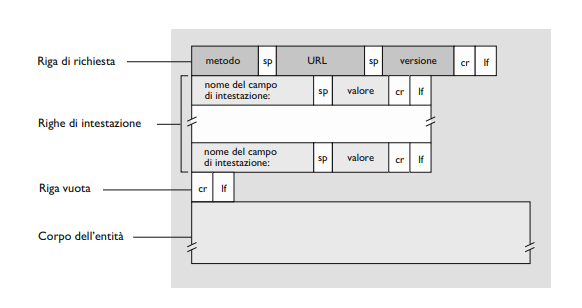 Riga di richiesta
metodo sp URL sp versione cr lf
nome del campo
di intestazione: sp valore cr lf
Righe di intestazione
nome del campo
di intestazione: sp valore cr lf
Riga vuota
cr lf
Corpo dell'entità